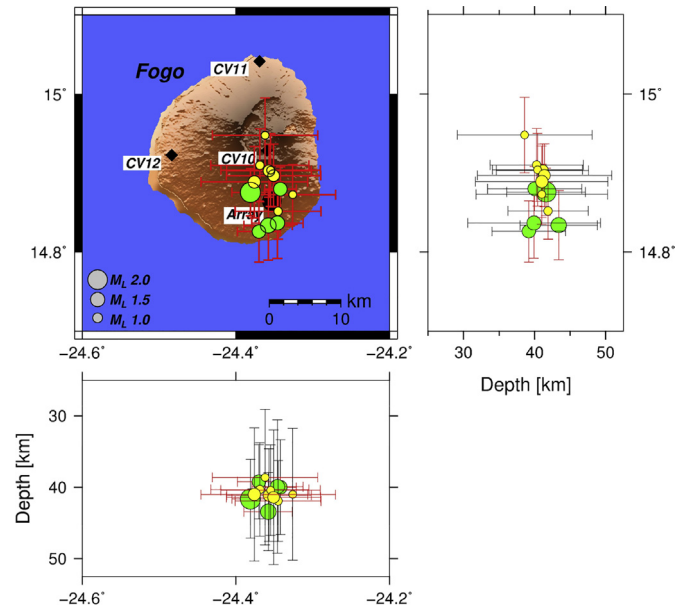 Fogo
CV11
15˚
CV12
CV10
Array
14.8˚
M_L 2.0
M_L 1.5
M_L 1.0
km
0 10
−24.6˚ −24.4˚ −24.2˚
15˚
14.8˚
30 40 50
Depth [km]
Depth [km]
30
40
50
−24.6˚ −24.4˚ −24.2˚